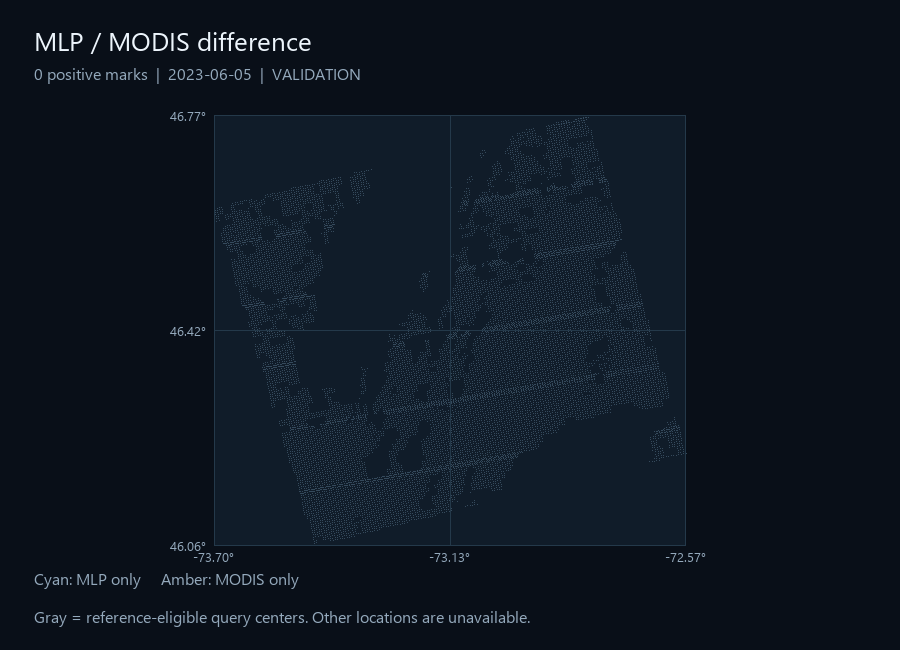 MLP / MODIS difference
0 positive marks | 2023-06-05 | VALIDATION
46.77°
46.42°
46.06°
-73.70°
-73.13°
-72.57°
Cyan: MLP only Amber: MODIS only
Gray = reference-eligible query centers. Other locations are unavailable.